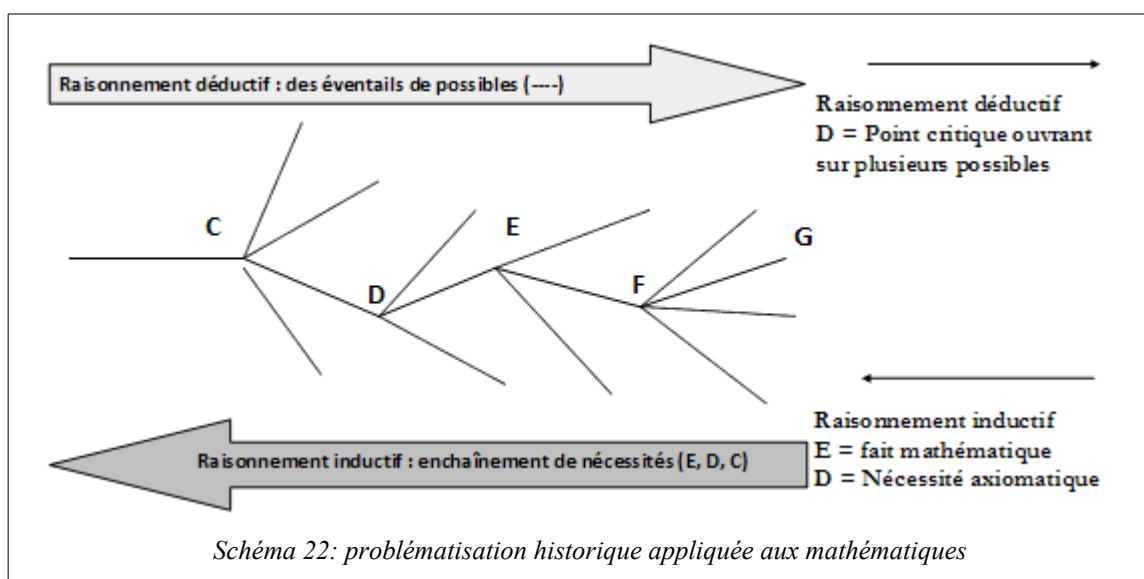 Raisonnement déductif : des éventails de possibles (----)
Raisonnement déductif
D = Point critique ouvrant
sur plusieurs possibles
C
D
E
F
G
Raisonnement inductif : enchaînement de nécessités (E, D, C)
Raisonnement inductif
E = fait mathématique
D = Nécessité axiomatique
Schéma 22: problématisation historique appliquée aux mathématiques